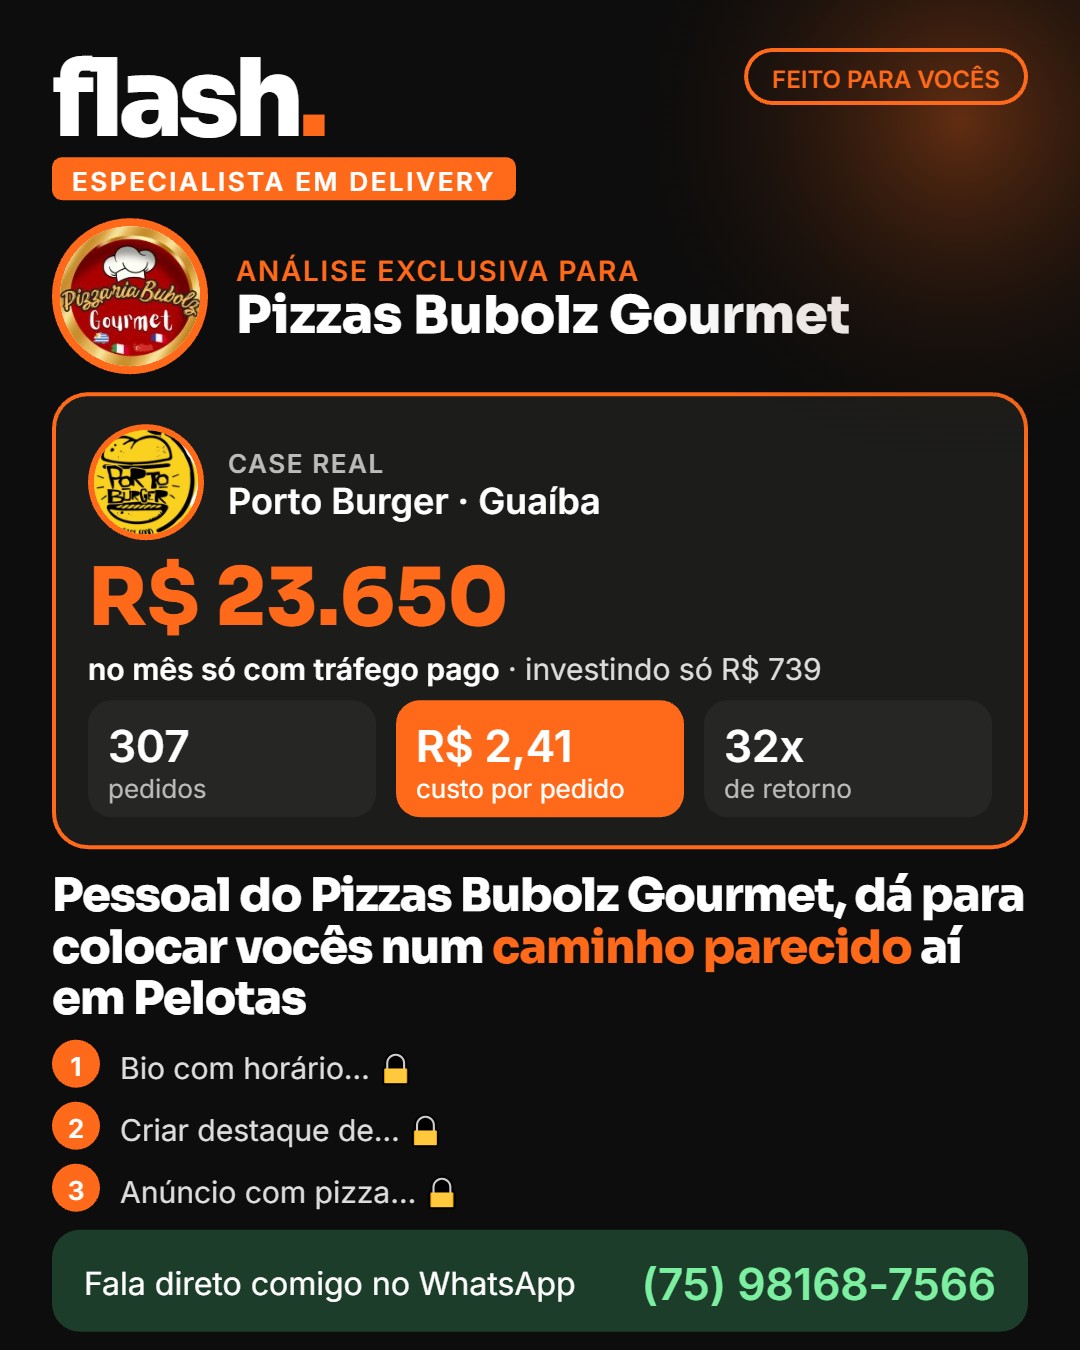 flash.
FEITO PARA VOCÊS
ESPECIALISTA EM DELIVERY
Pizzaria Bubolz
Gourmet
ANÁLISE EXCLUSIVA PARA
Pizzas Bubolz Gourmet
PORTO
BURGER
CASE REAL
Porto Burger · Guaíba
R$ 23.650
no mês só com tráfego pago · investindo só R$ 739
307
pedidos
R$ 2,41
custo por pedido
32x
de retorno
Pessoal do Pizzas Bubolz Gourmet, dá para
colocar vocês num caminho parecido aí
em Pelotas
1 Bio com horário...
2 Criar destaque de...
3 Anúncio com pizza...
Fala direto comigo no WhatsApp (75) 98168-7566